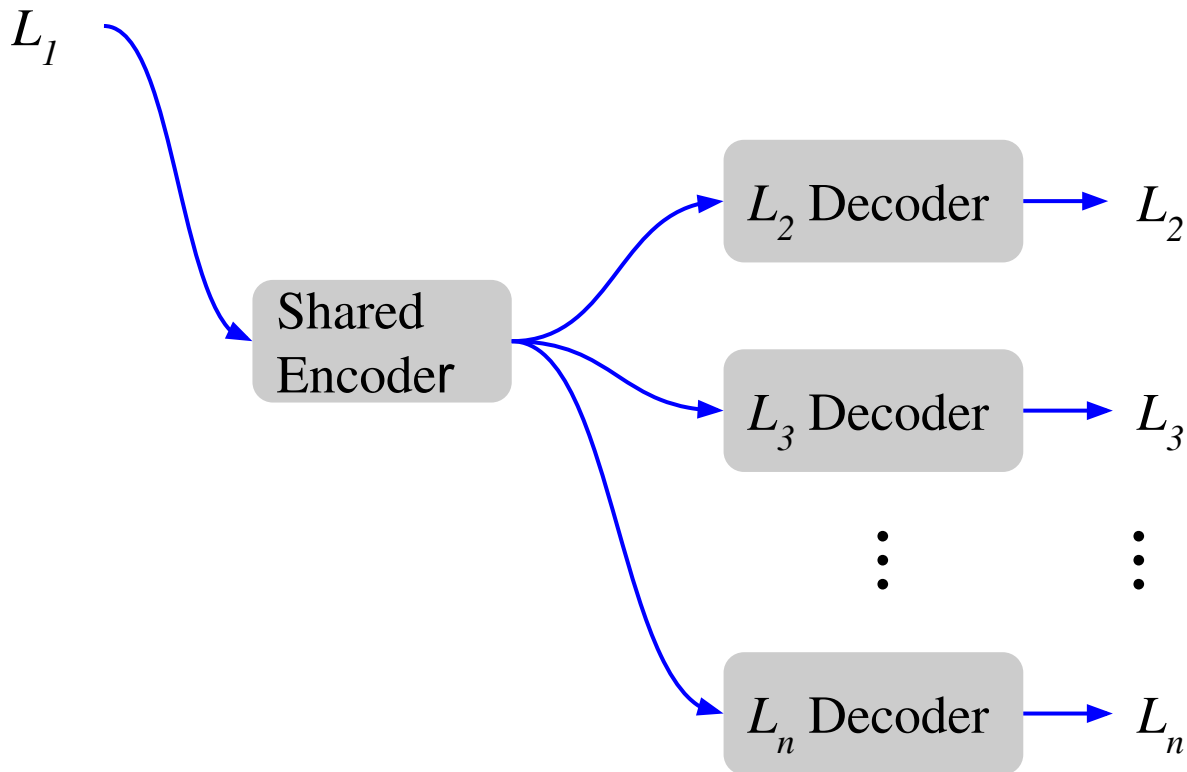 L1
L2 Decoder
L2
Shared
Encoder
L3 Decoder
L3
Ln Decoder
Ln